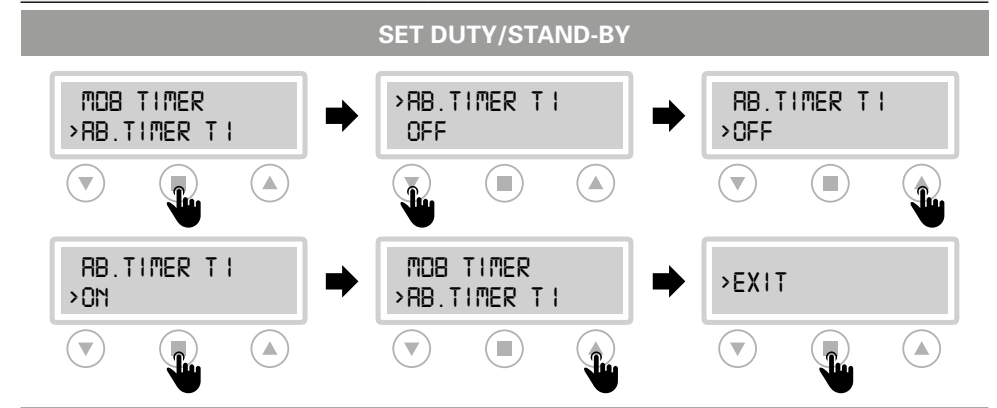 SET DUTY/STAND-BY
MOB TIMER
>AB.TIMER T1
>AB.TIMER T1
OFF
AB.TIMER T1
>OFF
AB.TIMER T1
>ON
MOB TIMER
>AB.TIMER T1
>EXIT